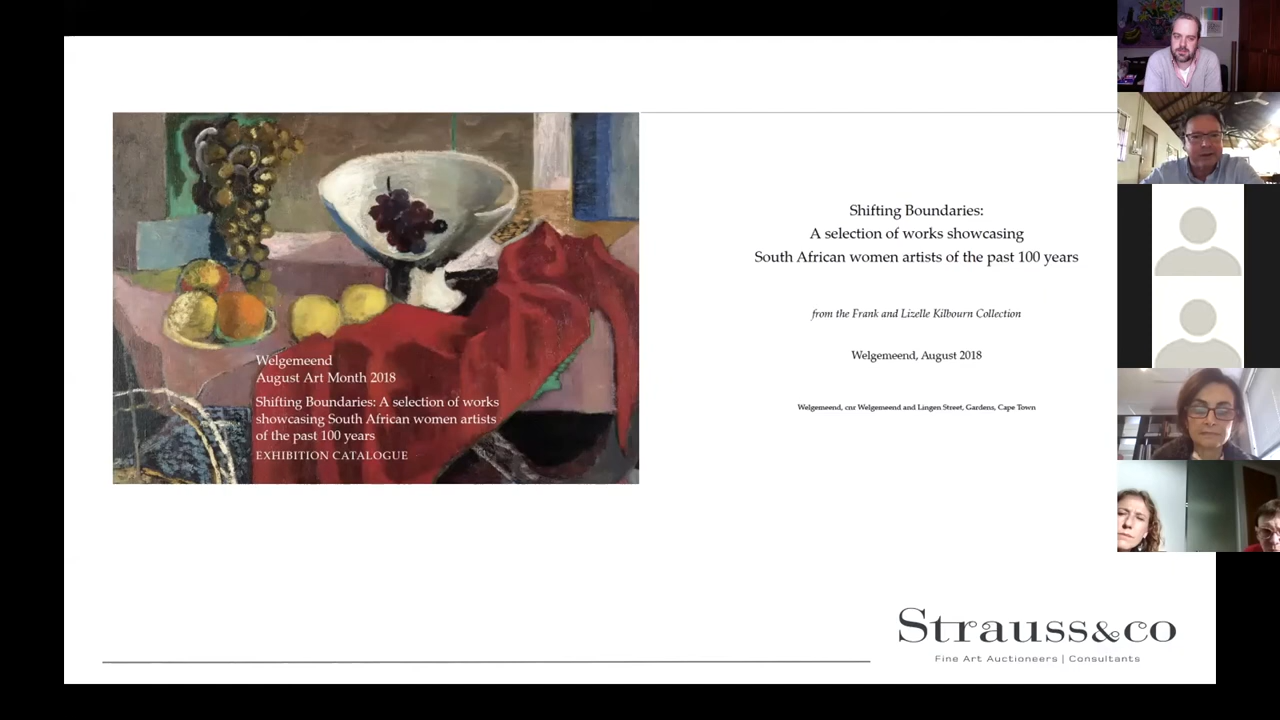 Welgemeend
August Art Month 2018
Shifting Boundaries: A selection of works
showcasing South African women artists
of the past 100 years
EXHIBITION CATALOGUE
Shifting Boundaries:
A selection of works showcasing
South African women artists of the past 100 years
from the Frank and Lizelle Kilbourn Collection
Welgemeend, August 2018
Welgemeend, cnr Welgemeend and Lingen Street, Gardens, Cape Town
Strauss&co
Fine Art Auctioneers | Consultants